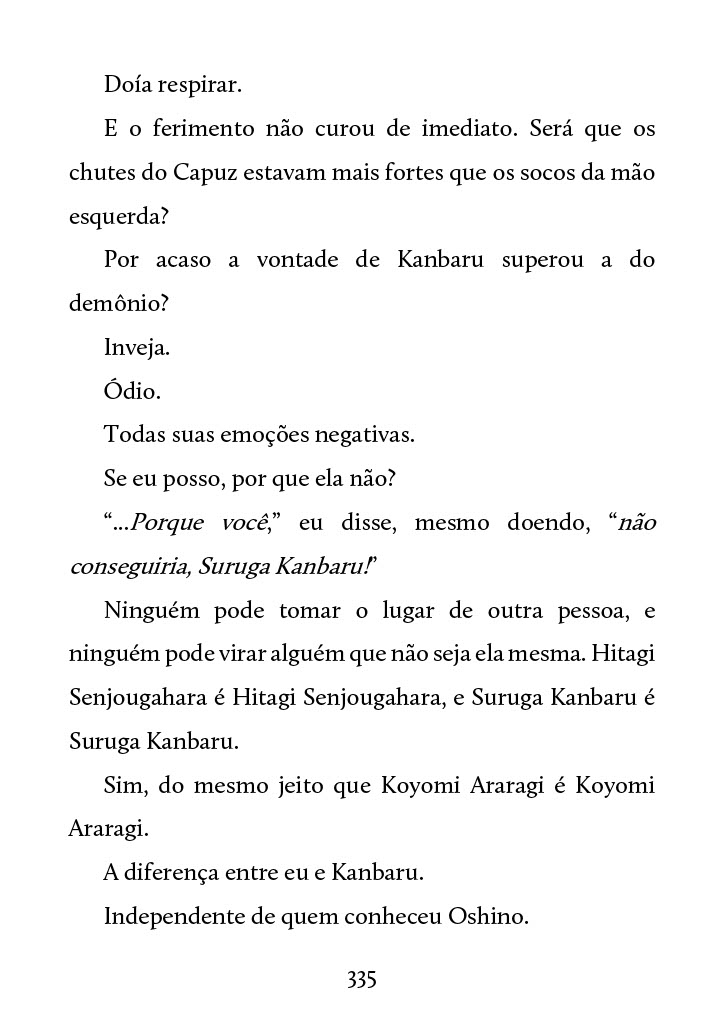 Doía respirar.
E o ferimento não curou de imediato. Será que os
chutes do Capuz estavam mais fortes que os socos da mão
esquerda?
Por acaso a vontade de Kanbaru superou a do
demônio?
Inveja.
Ódio.
Todas suas emoções negativas.
Se eu posso, por que ela não?
“...Porque você,” eu disse, mesmo doendo, “não
conseguiria, Suruga Kanbaru!”
Ninguém pode tomar o lugar de outra pessoa, e
ninguém pode virar alguém que não seja ela mesma. Hitagi
Senjougahara é Hitagi Senjougahara, e Suruga Kanbaru é
Suruga Kanbaru.
Sim, do mesmo jeito que Koyomi Araragi é Koyomi
Araragi.
A diferença entre eu e Kanbaru.
Independente de quem conheceu Oshino.
335